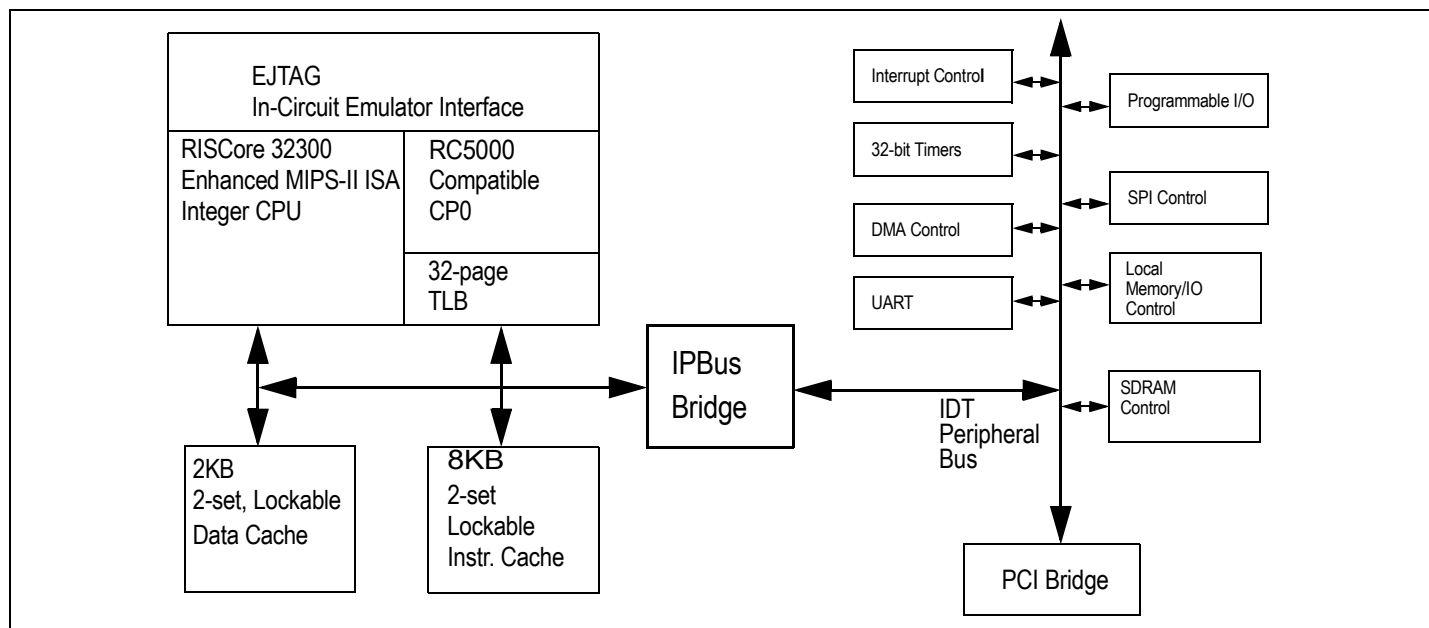 EJTAG
In-Circuit Emulator Interface
RISCore 32300
Enhanced MIPS-II ISA
Integer CPU
RC5000
Compatible
CP0
32-page
TLB
2KB
2-set, Lockable
Data Cache
8KB
2-set
Lockable
Instr. Cache
IPBus
Bridge
IDT
Peripheral
Bus
Interrupt Control
32-bit Timers
DMA Control
UART
Programmable I/O
SPI Control
Local
Memory/IO
Control
SDRAM
Control
PCI Bridge